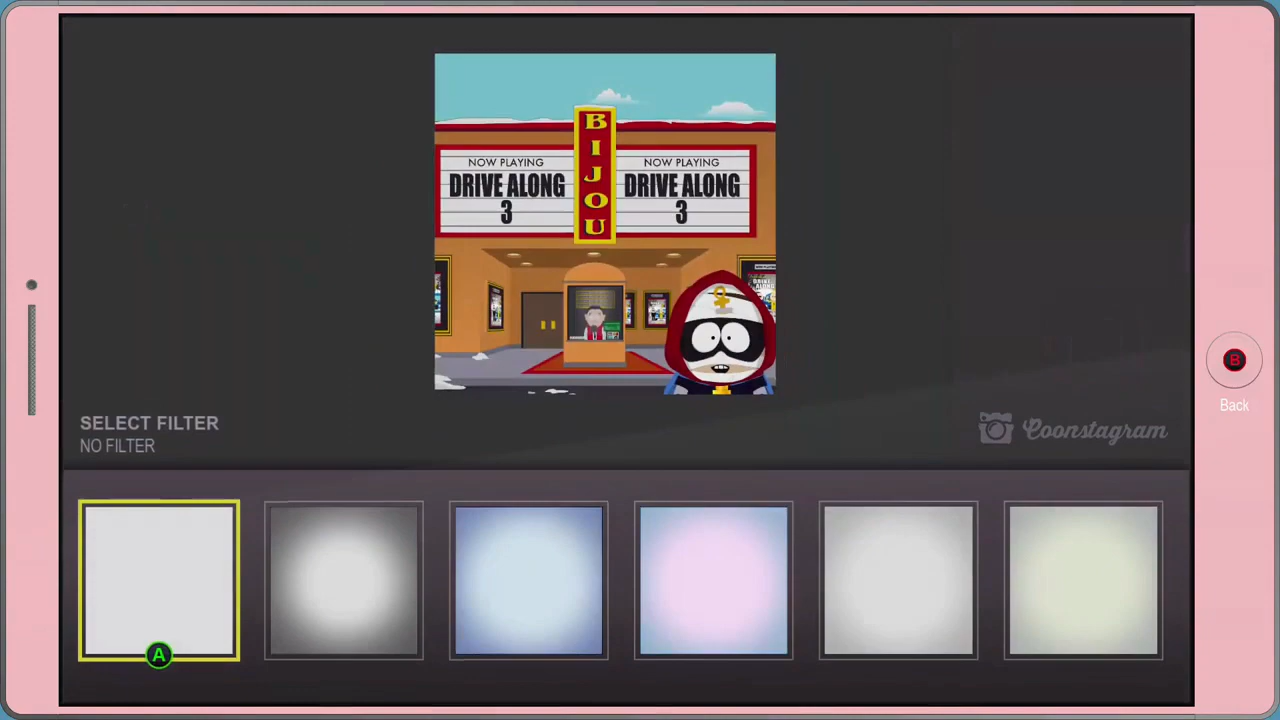 BIJOU
NOW PLAYING
DRIVE ALONG
3
NOW PLAYING
DRIVE ALONG
3
SELECT FILTER
NO FILTER
Coonstagram
B
Back
A